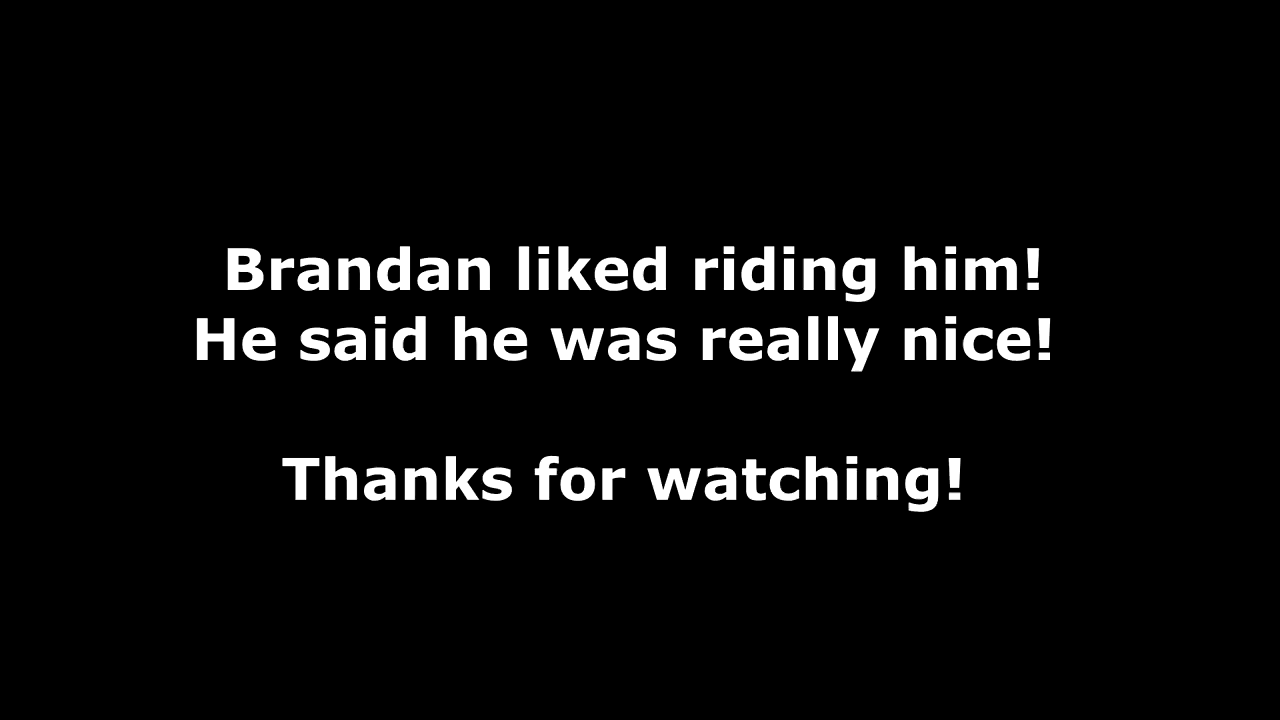 Brandan liked riding him!
He said he was really nice!
Thanks for watching!